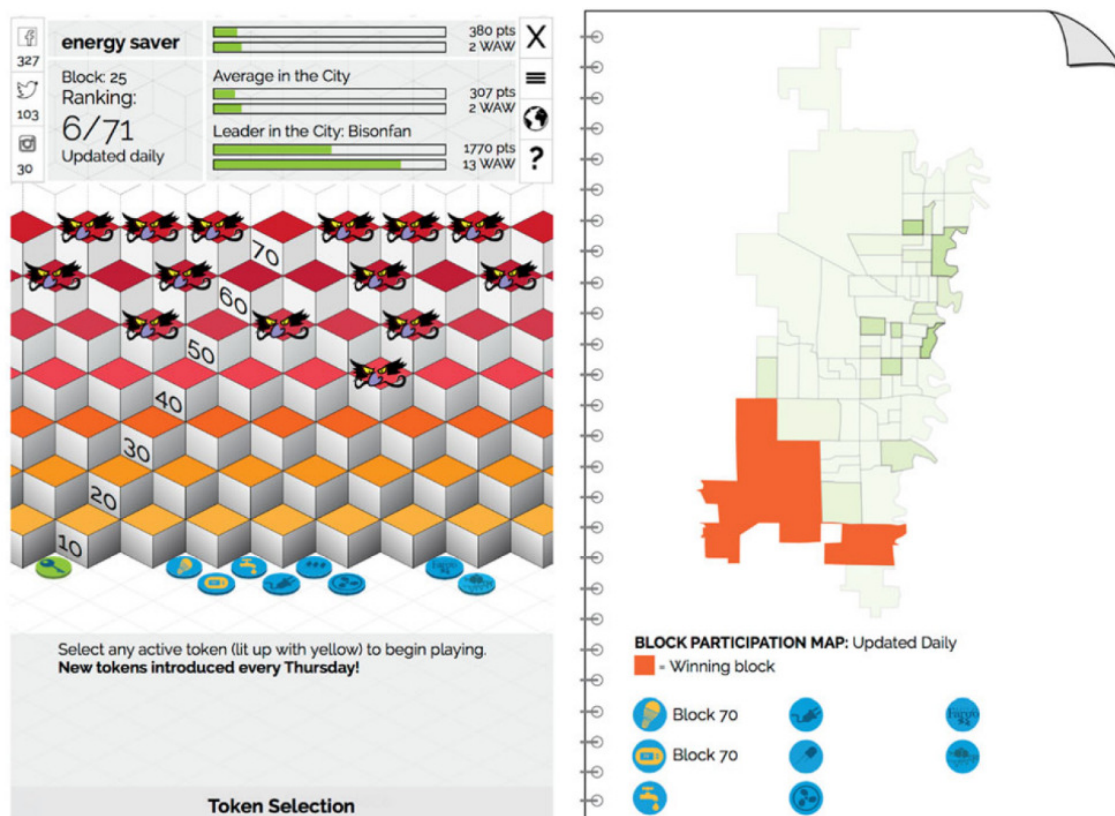 327
103
30
energy saver
380 pts
2 WAW
X
Block: 25
Ranking:
6/71
Updated daily
Average in the City
307 pts
2 WAW
Leader in the City: Bisonfan
1770 pts
13 WAW
?
70
60
50
40
30
20
10
Fargo
Select any active token (lit up with yellow) to begin playing.
New tokens introduced every Thursday!
Token Selection
BLOCK PARTICIPATION MAP: Updated Daily
= Winning block
Block 70
Fargo
Block 70